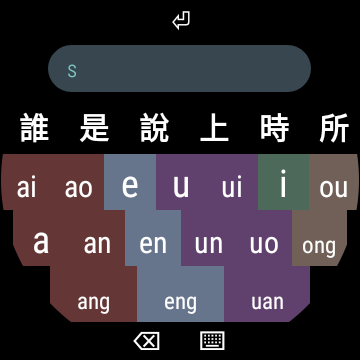 s
誰 是 說 上 時 所
ai ao e u ui i ou
a an en un uo ong
ang eng uan